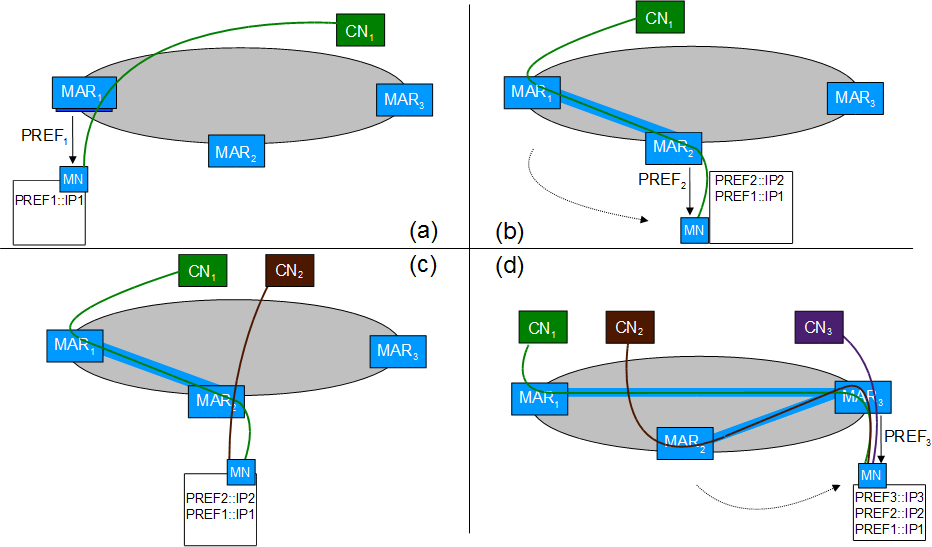 CN1
MAR1
MAR3
PREF1
MAR2
MN
PREF1::IP1
(a)
CN1
MAR1
MAR3
MAR2
PREF2
PREF2::IP2
PREF1::IP1
MN
(b)
(c)
CN1
CN2
MAR1
MAR3
MAR2
MN
PREF2::IP2
PREF1::IP1
(d)
CN1
CN2
CN3
MAR1
MAR3
MAR2
PREF3
MN
PREF3::IP3
PREF2::IP2
PREF1::IP1